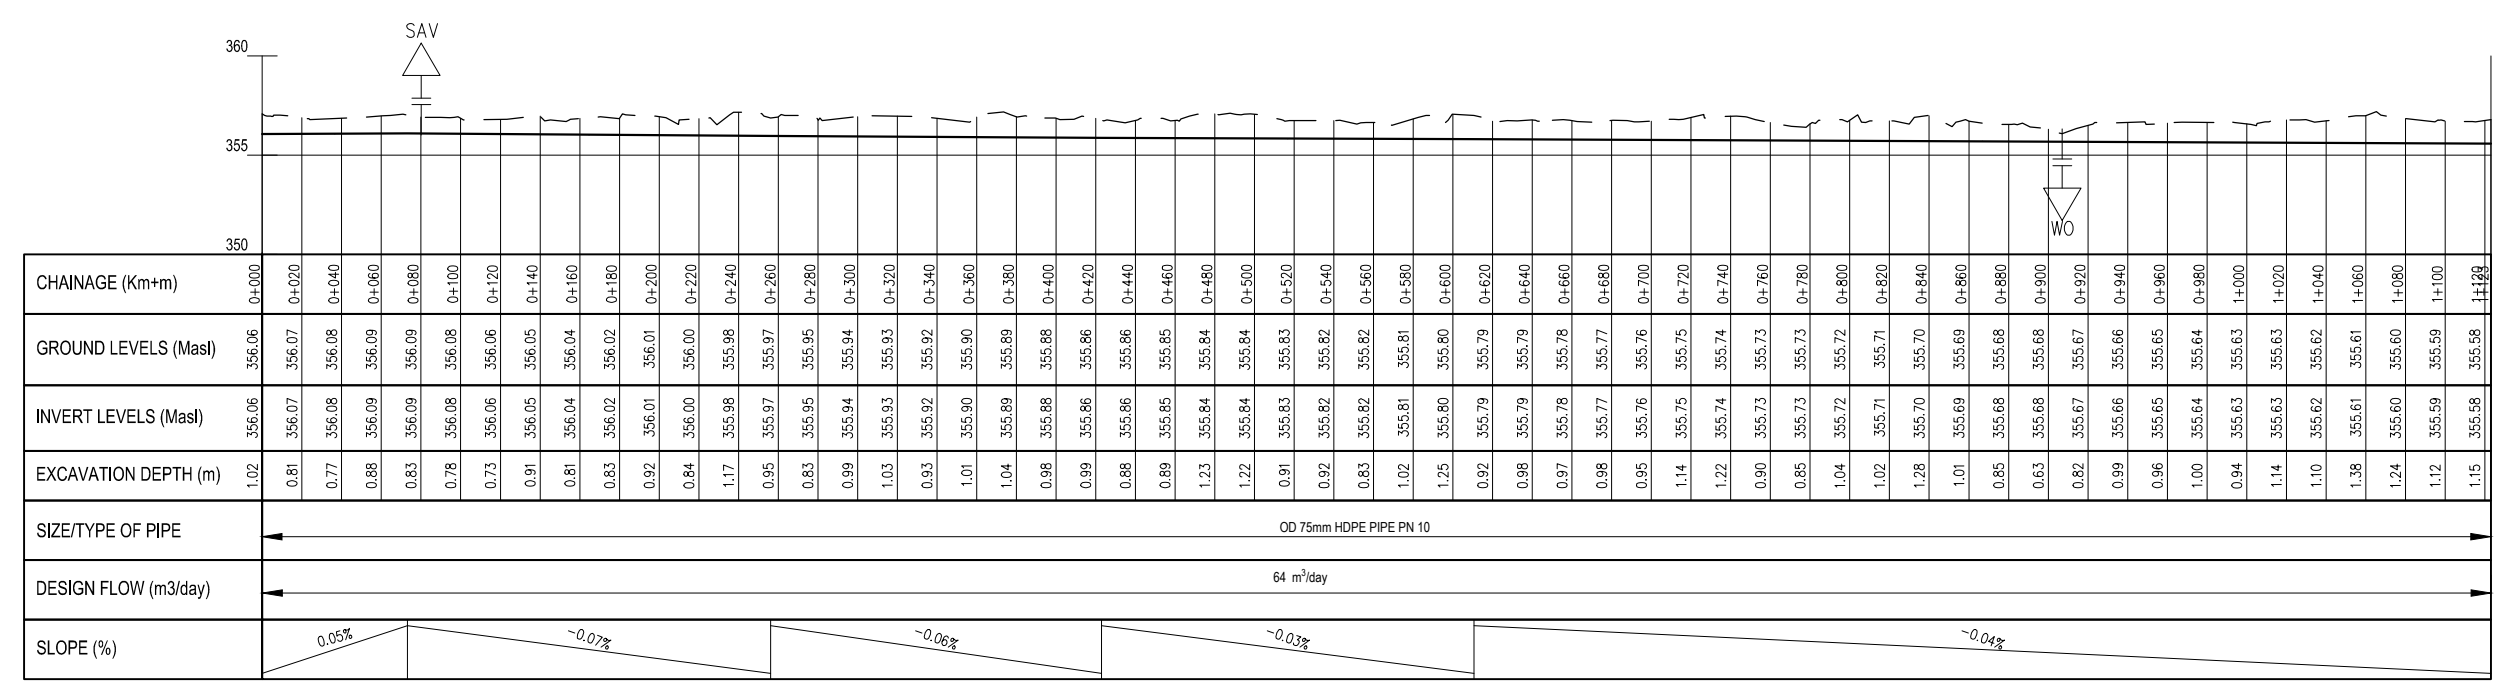 SAV
360
355
350
WO
CHAINAGE (Km+m) 0+000 0+020 0+040 0+060 0+080 0+100 0+120 0+140 0+160 0+180 0+200 0+220 0+240 0+260 0+280 0+300 0+320 0+340 0+360 0+380 0+400 0+420 0+440 0+460 0+480 0+500 0+520 0+540 0+560 0+580 0+600 0+620 0+640 0+660 0+680 0+700 0+720 0+740 0+760 0+780 0+800 0+820 0+840 0+860 0+880 0+900 0+920 0+940 0+960 0+980 1+000 1+020 1+040 1+060 1+080 1+100 1+120
GROUND LEVELS (Masl) 356.06 356.07 356.08 356.09 356.09 356.08 356.06 356.05 356.04 356.02 356.01 356.00 355.98 355.97 355.95 355.94 355.93 355.92 355.90 355.89 355.88 355.86 355.86 355.85 355.84 355.84 355.83 355.82 355.82 355.81 355.80 355.79 355.79 355.78 355.77 355.76 355.75 355.74 355.73 355.73 355.72 355.71 355.70 355.69 355.68 355.68 355.67 355.66 355.65 355.64 355.63 355.63 355.62 355.61 355.60 355.59 355.58
INVERT LEVELS (Masl) 356.06 356.07 356.08 356.09 356.09 356.08 356.06 356.05 356.04 356.02 356.01 356.00 355.98 355.97 355.95 355.94 355.93 355.92 355.90 355.89 355.88 355.86 355.86 355.85 355.84 355.84 355.83 355.82 355.82 355.81 355.80 355.79 355.79 355.78 355.77 355.76 355.75 355.74 355.73 355.73 355.72 355.71 355.70 355.69 355.68 355.68 355.67 355.66 355.65 355.64 355.63 355.63 355.62 355.61 355.60 355.59 355.58
EXCAVATION DEPTH (m) 1.02 0.81 0.77 0.88 0.83 0.78 0.73 0.91 0.81 0.83 0.92 0.84 1.17 0.95 0.83 0.99 1.03 0.93 1.01 1.04 0.98 0.99 0.88 0.89 1.23 1.22 0.91 0.92 0.83 1.02 1.25 0.92 0.98 0.97 0.98 0.95 1.14 1.22 0.90 0.85 1.04 1.02 1.28 1.01 0.85 0.63 0.82 0.99 0.96 1.00 0.94 1.14 1.10 1.38 1.24 1.12 1.15
SIZE/TYPE OF PIPE OD 75mm HDPE PIPE PN 10
DESIGN FLOW (m3/day) 64 m³/day
SLOPE (%) 0.05% -0.07% -0.06% -0.03% -0.04%